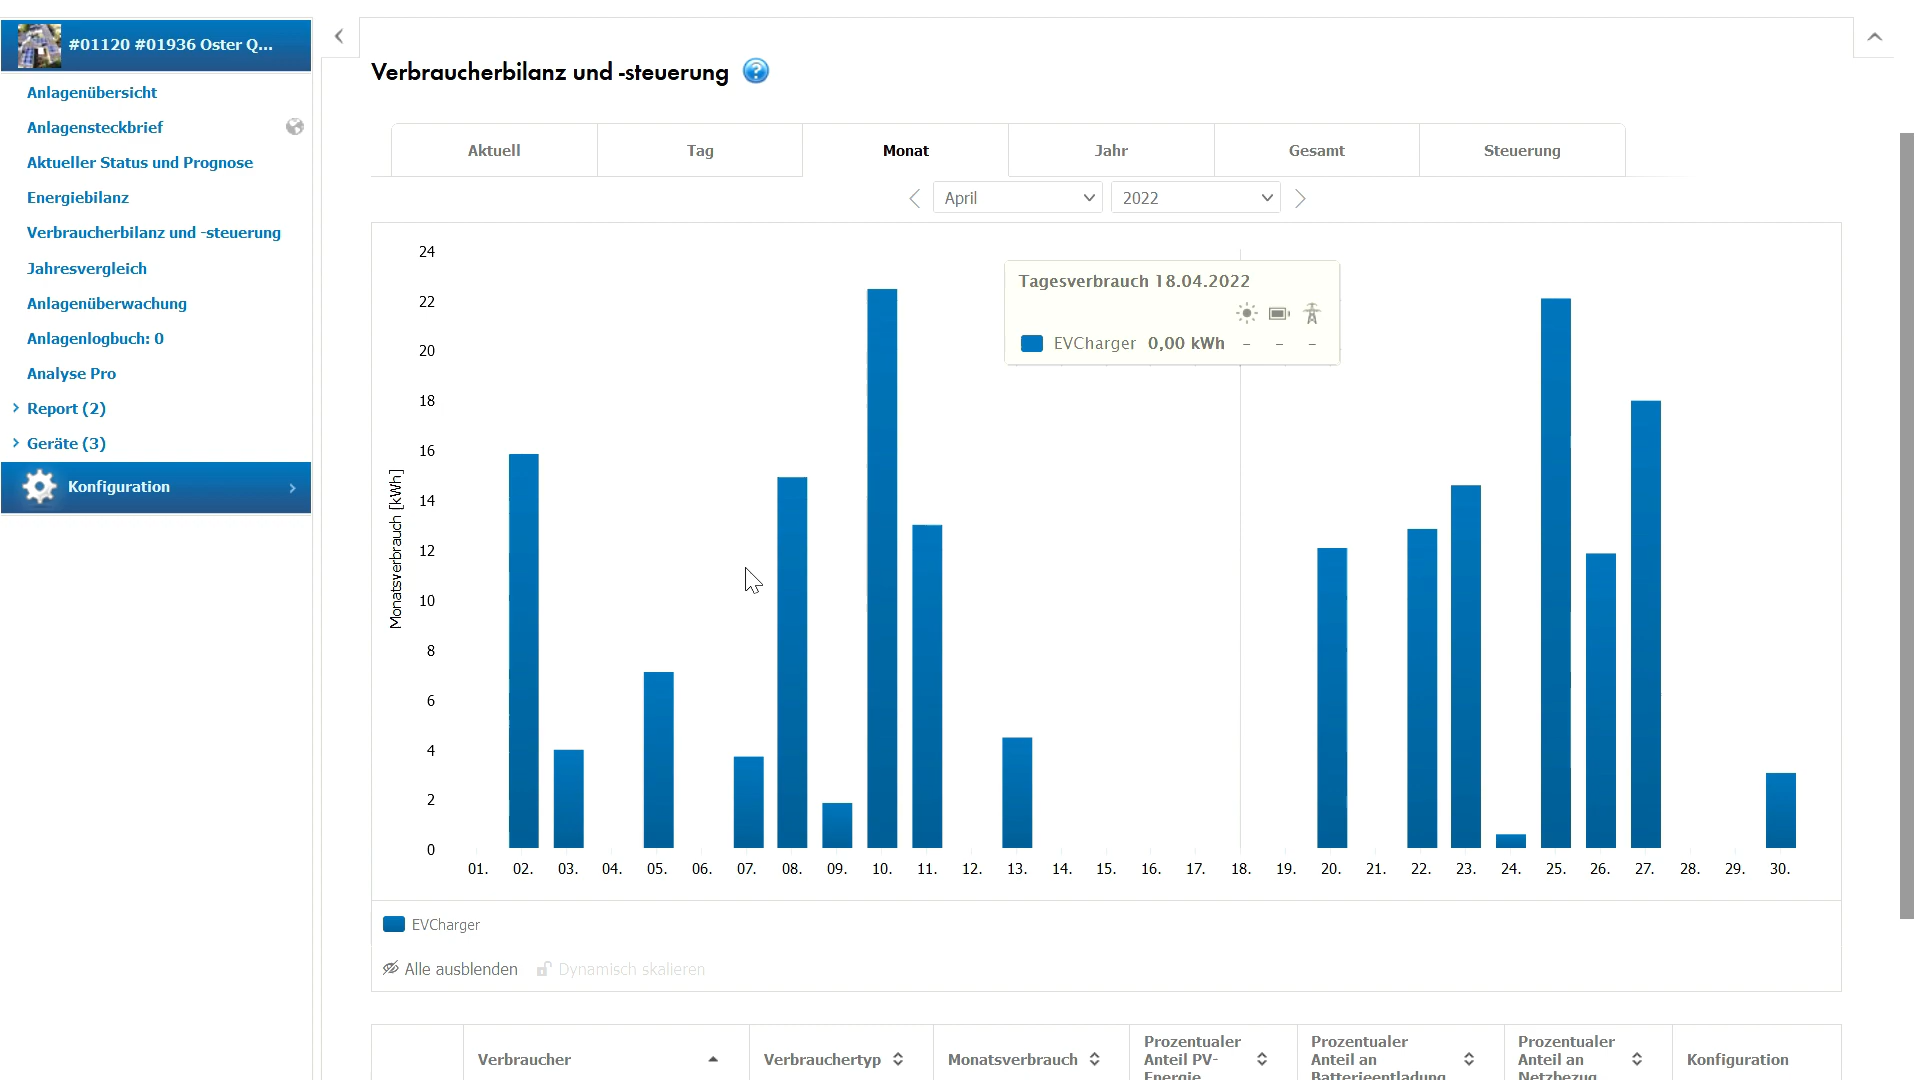 #01120 #01936 Oster Q...
Anlagenübersicht
Anlagensteckbrief
Aktueller Status und Prognose
Energiebilanz
Verbraucherbilanz und -steuerung
Jahresvergleich
Anlagenüberwachung
Anlagenlogbuch: 0
Analyse Pro
Report (2)
Geräte (3)
Konfiguration
Verbraucherbilanz und -steuerung
Aktuell Tag Monat Jahr Gesamt Steuerung
April 2022
Monatsverbrauch [kWh]
24
22
20
18
16
14
12
10
8
6
4
2
0
Tagesverbrauch 18.04.2022
EVCharger 0,00 kWh – – –
01. 02. 03. 04. 05. 06. 07. 08. 09. 10. 11. 12. 13. 14. 15. 16. 17. 18. 19. 20. 21. 22. 23. 24. 25. 26. 27. 28. 29. 30.
EVCharger
Alle ausblenden Dynamisch skalieren
Verbraucher
Verbrauchertyp
Monatsverbrauch
Prozentualer
Anteil PV-
Energie
Prozentualer
Anteil an
Batterieentladung
Prozentualer
Anteil an
Netzbezug
Konfiguration